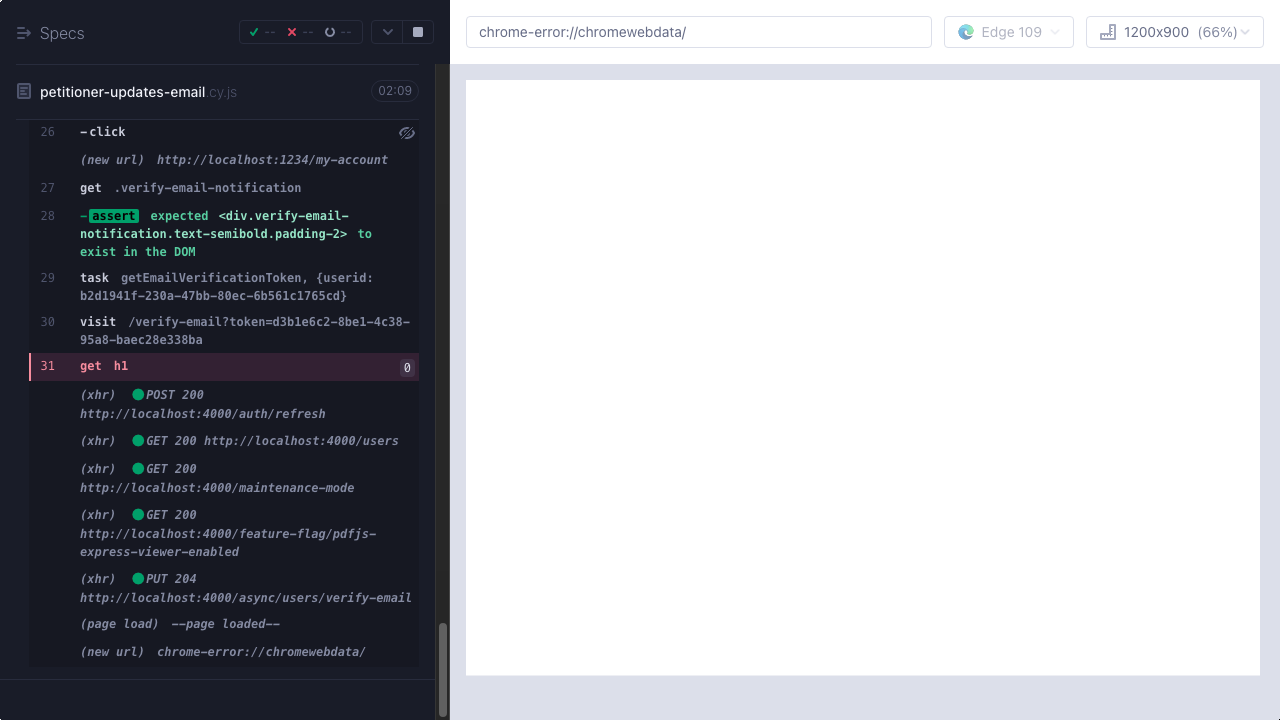 Specs
-- -- --
chrome-error://chromewebdata/
Edge 109
1200x900 (66%)
petitioner-updates-email.cy.js
02:09
26 -click
(new url) http://localhost:1234/my-account
27 get .verify-email-notification
28 -assert expected <div.verify-email-
notification.text-semibold.padding-2> to
exist in the DOM
29 task getEmailVerificationToken, {userid:
b2d1941f-230a-47bb-80ec-6b561c1765cd}
30 visit /verify-email?token=d3b1e6c2-8be1-4c38-
95a8-baec28e338ba
31 get h1 0
(xhr) POST 200
http://localhost:4000/auth/refresh
(xhr) GET 200 http://localhost:4000/users
(xhr) GET 200
http://localhost:4000/maintenance-mode
(xhr) GET 200
http://localhost:4000/feature-flag/pdfjs-
express-viewer-enabled
(xhr) PUT 204
http://localhost:4000/async/users/verify-email
(page load) --page loaded--
(new url) chrome-error://chromewebdata/